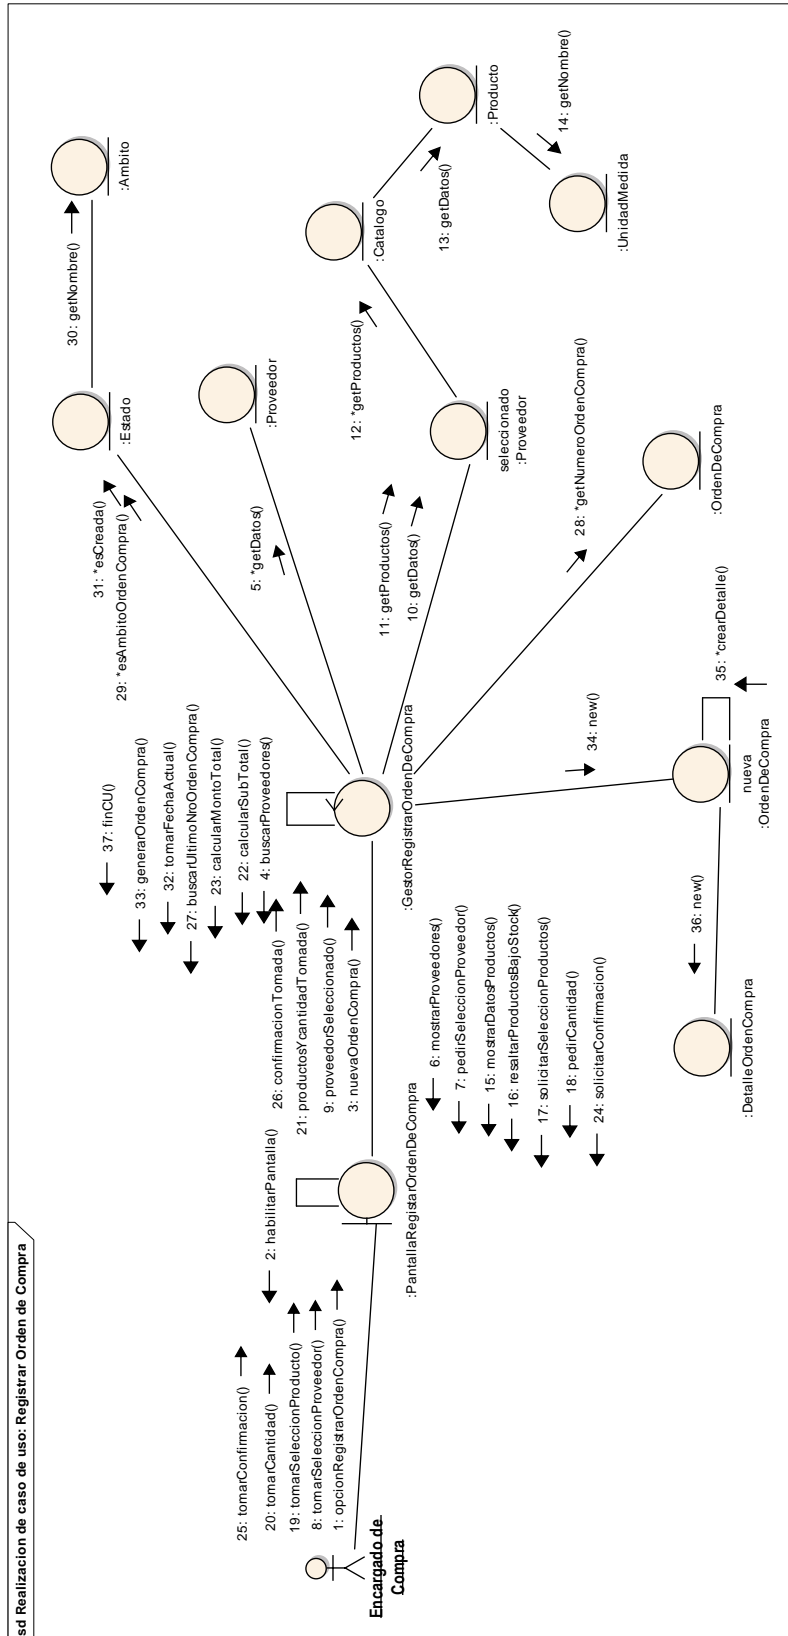 sd Realizacion de caso de uso: Registrar Orden de Compra
Encargado de
Compra
25: tomarConfirmacion()
20: tomarCantidad()
19: tomarSeleccionProducto()
8: tomarSeleccionProveedor()
1: opcionRegistrarOrdenCompra()
2: habilitarPantalla()
:PantallaRegistarOrdenDeCompra
26: confirmacionTomada()
21: productosYcantidadTomada()
9: proveedorSeleccionado()
3: nuevaOrdenCompra()
6: mostrarProveedores()
7: pedirSeleccionProveedor()
15: mostrarDatosProductos()
16: resaltarProductosBajoStock()
17: solicitarSeleccionProductos()
18: pedirCantidad()
24: solicitarConfirmacion()
37: finCU()
33: generarOrdenCompra()
32: tomarFechaActual()
27: buscarUltimoNroOrdenCompra()
23: calcularMontoTotal()
22: calcularSubTotal()
4: buscarProveedores()
:GestorRegistrarOrdenDeCompra
31: *esCreada()
29: *esAmbitoOrdenCompra()
:Estado
30: getNombre()
:Ambito
5: *getDatos()
:Proveedor
11: getProductos()
10: getDatos()
seleccionado
:Proveedor
12: *getProductos()
:Catalogo
13: getDatos()
:Producto
14: getNombre()
:UnidadMedida
28: *getNumeroOrdenCompra()
:OrdenDeCompra
34: new()
nueva
:OrdenDeCompra
35: *crearDetalle()
36: new()
:DetalleOrdenCompra